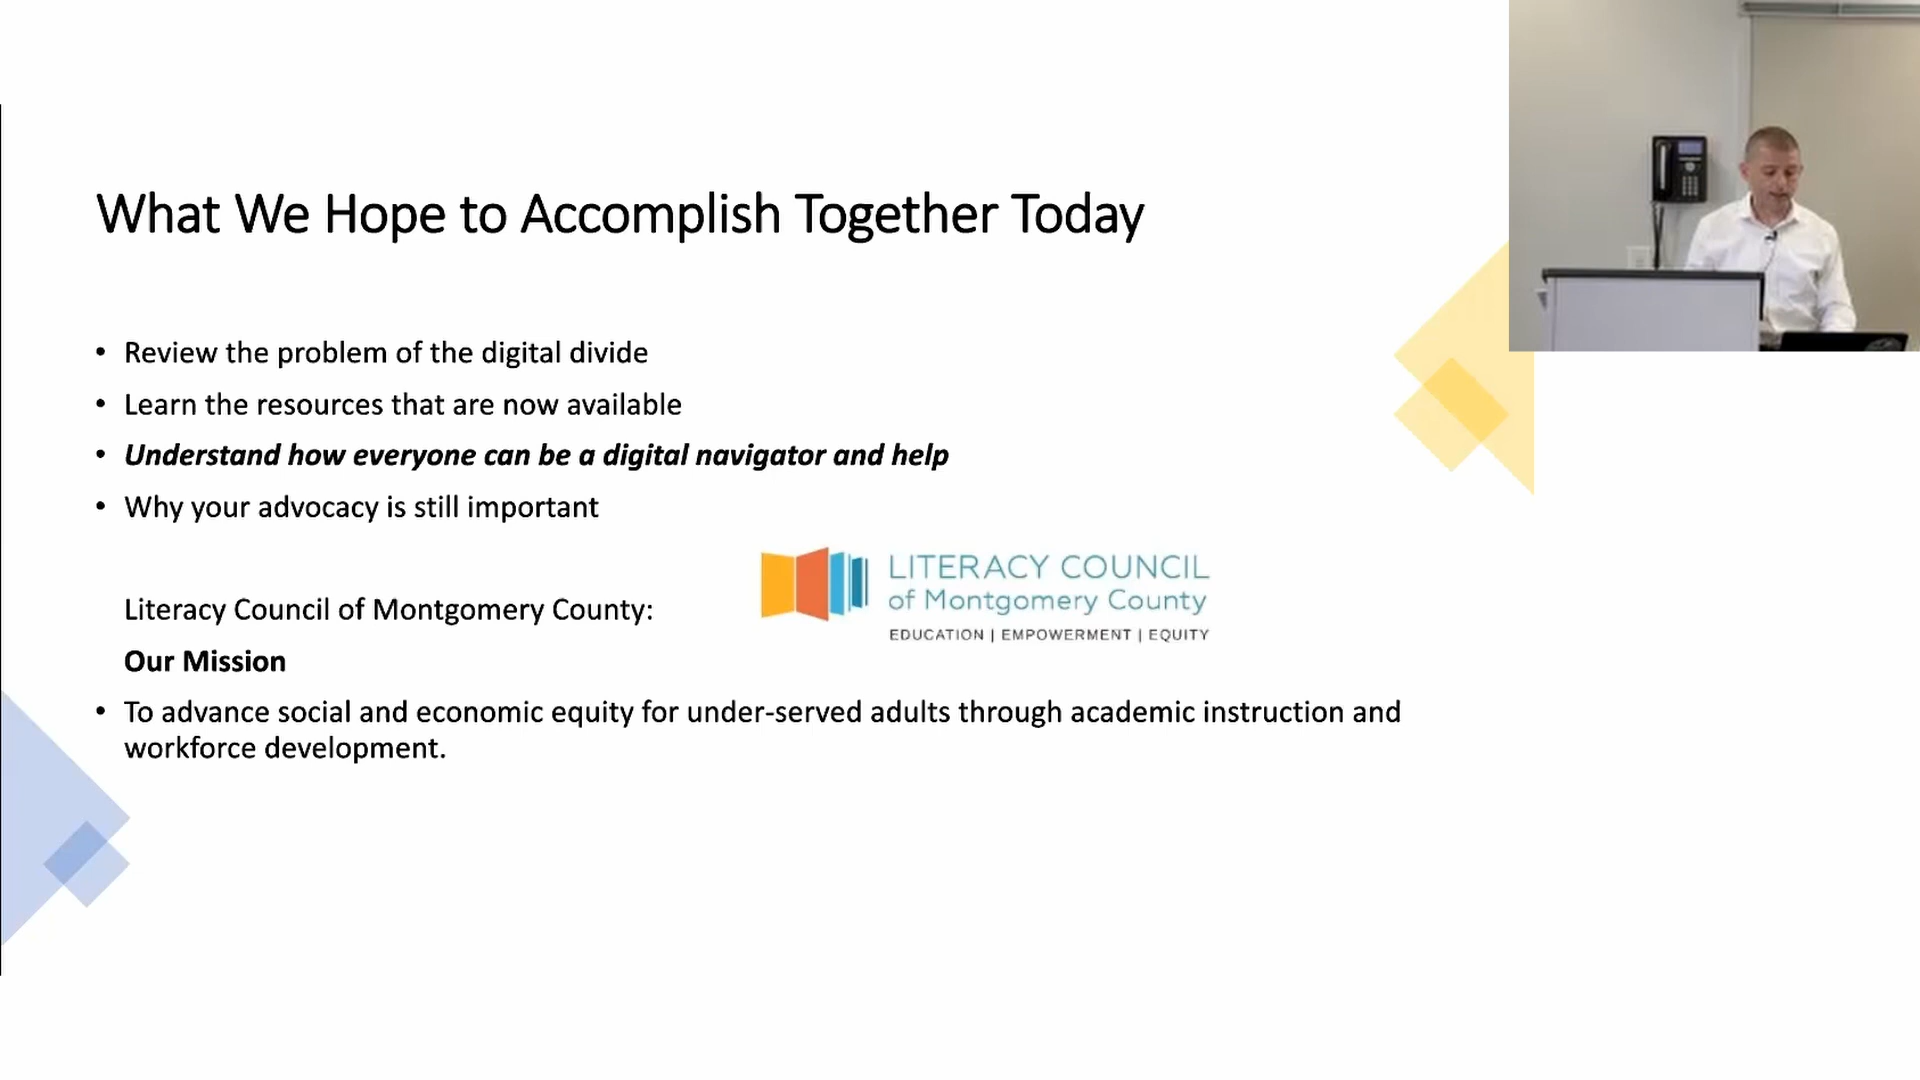 What We Hope to Accomplish Together Today
• Review the problem of the digital divide
• Learn the resources that are now available
• Understand how everyone can be a digital navigator and help
• Why your advocacy is still important
LITERACY COUNCIL
of Montgomery County
EDUCATION | EMPOWERMENT | EQUITY
Literacy Council of Montgomery County:
Our Mission
• To advance social and economic equity for under-served adults through academic instruction and
workforce development.